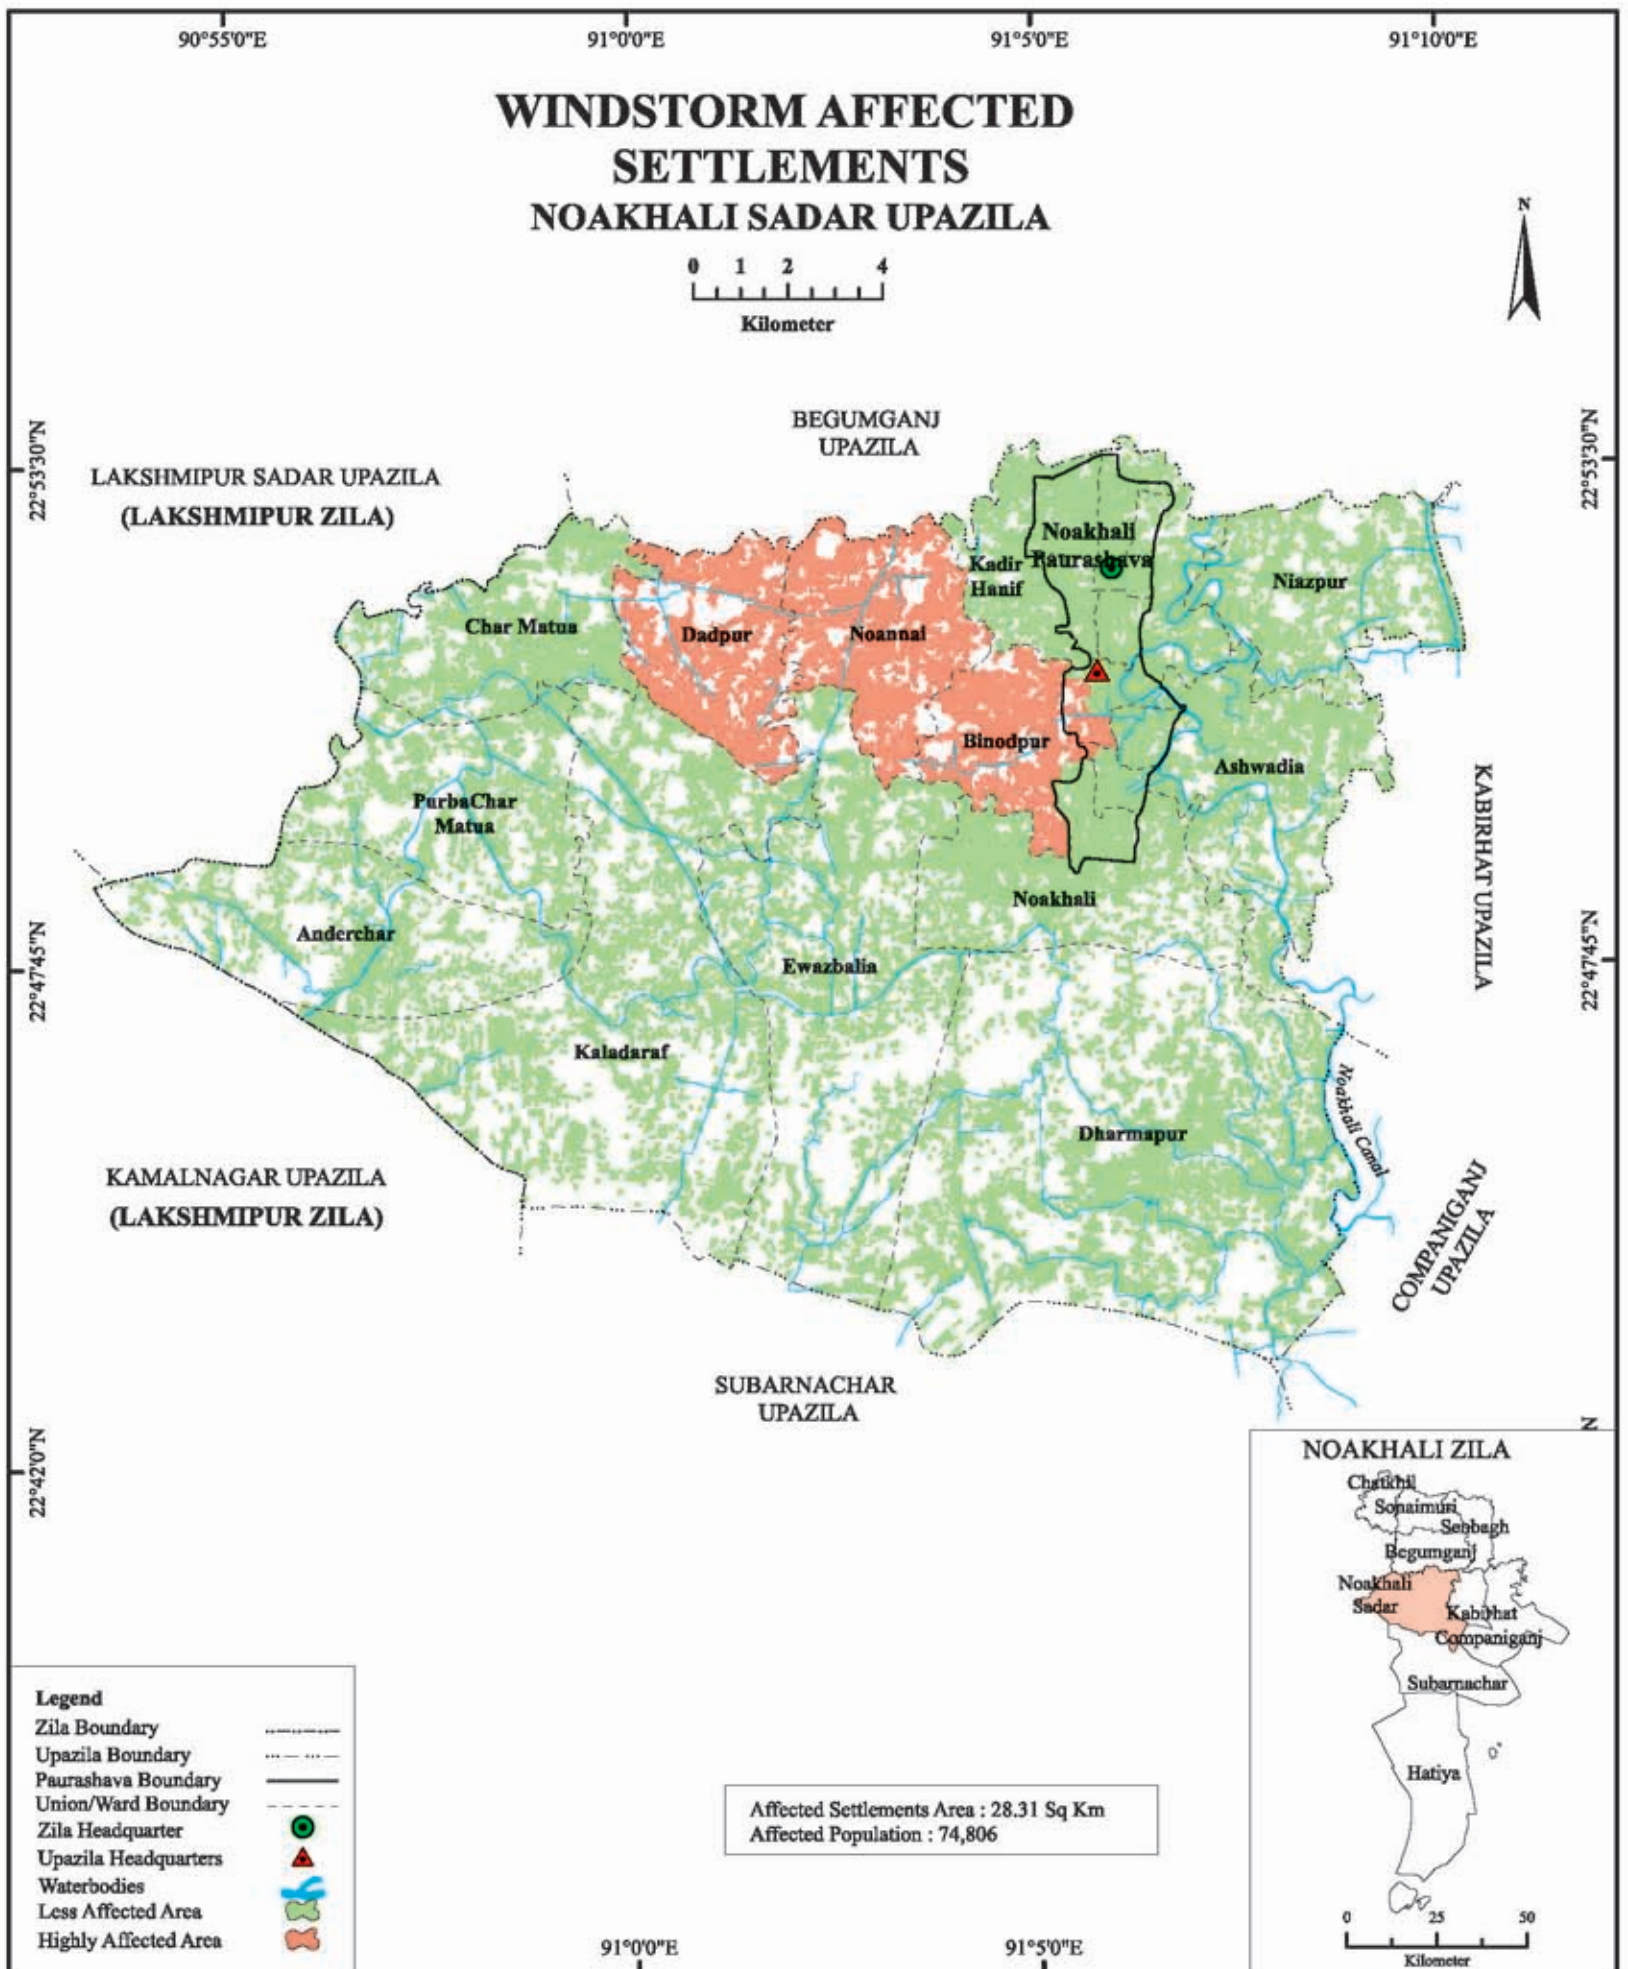 90°55'0"E
91°0'0"E
91°5'0"E
91°10'0"E
WINDSTORM AFFECTED
SETTLEMENTS
NOAKHALI SADAR UPAZILA
N
0 1 2 4
Kilometer
BEGUMGANJ
UPAZILA
22°53'30"N
22°53'30"N
LAKSHMIPUR SADAR UPAZILA
(LAKSHMIPUR ZILA)
Noakhali
Paurashava
Kadir
Hanif
Niazpur
Char Matua
Dadpur
Noannai
Binodpur
Ashwadia
PurbaChar
Matua
KABIRHAT UPAZILA
Noakhali
Anderchar
Ewazbalia
22°47'45"N
22°47'45"N
Kaladaraf
Noakhali Canal
Dharmapur
KAMALNAGAR UPAZILA
(LAKSHMIPUR ZILA)
COMPANIGANJ
UPAZILA
SUBARNACHAR
UPAZILA
22°42'0"N
N
NOAKHALI ZILA
Chatkhil
Sonaimuri
Senbagh
Begumganj
Noakhali
Sadar
Kabirhat
Companiganj
Subarnachar
Hatiya
0 25 50
Kilometer
Legend
Zila Boundary
Upazila Boundary
Paurashava Boundary
Union/Ward Boundary
Zila Headquarter
Upazila Headquarters
Waterbodies
Less Affected Area
Highly Affected Area
Affected Settlements Area : 28.31 Sq Km
Affected Population : 74,806
91°0'0"E
91°5'0"E